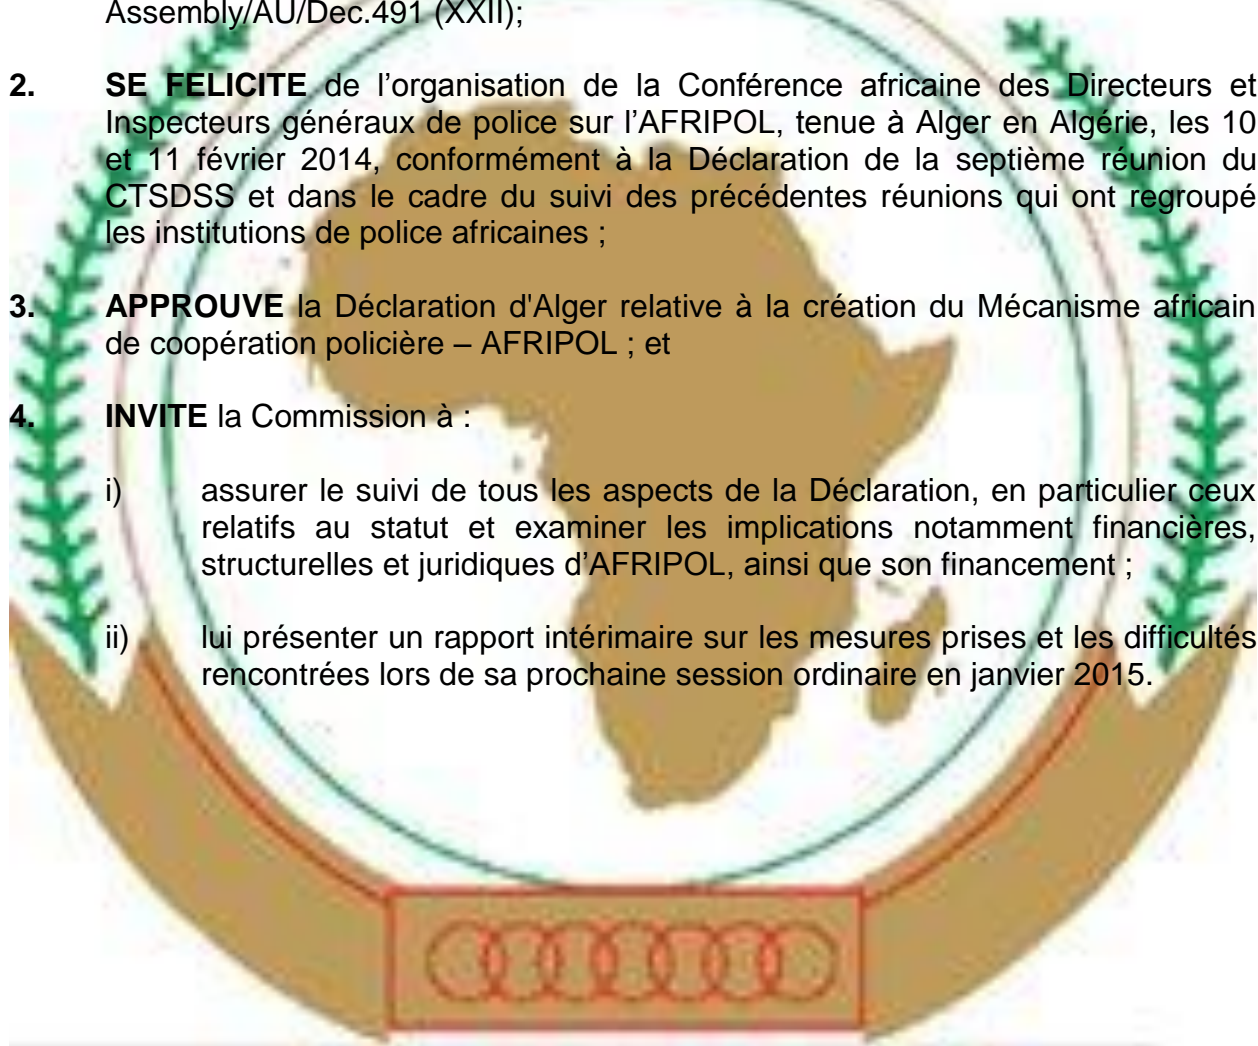 Assembly/AU/Dec.491 (XXII);
2. SE FELICITE de l’organisation de la Conférence africaine des Directeurs et
Inspecteurs généraux de police sur l’AFRIPOL, tenue à Alger en Algérie, les 10
et 11 février 2014, conformément à la Déclaration de la septième réunion du
CTSDSS et dans le cadre du suivi des précédentes réunions qui ont regroupé
les institutions de police africaines ;
3. APPROUVE la Déclaration d'Alger relative à la création du Mécanisme africain
de coopération policière – AFRIPOL ; et
4. INVITE la Commission à :
i) assurer le suivi de tous les aspects de la Déclaration, en particulier ceux
relatifs au statut et examiner les implications notamment financières,
structurelles et juridiques d’AFRIPOL, ainsi que son financement ;
ii) lui présenter un rapport intérimaire sur les mesures prises et les difficultés
rencontrées lors de sa prochaine session ordinaire en janvier 2015.